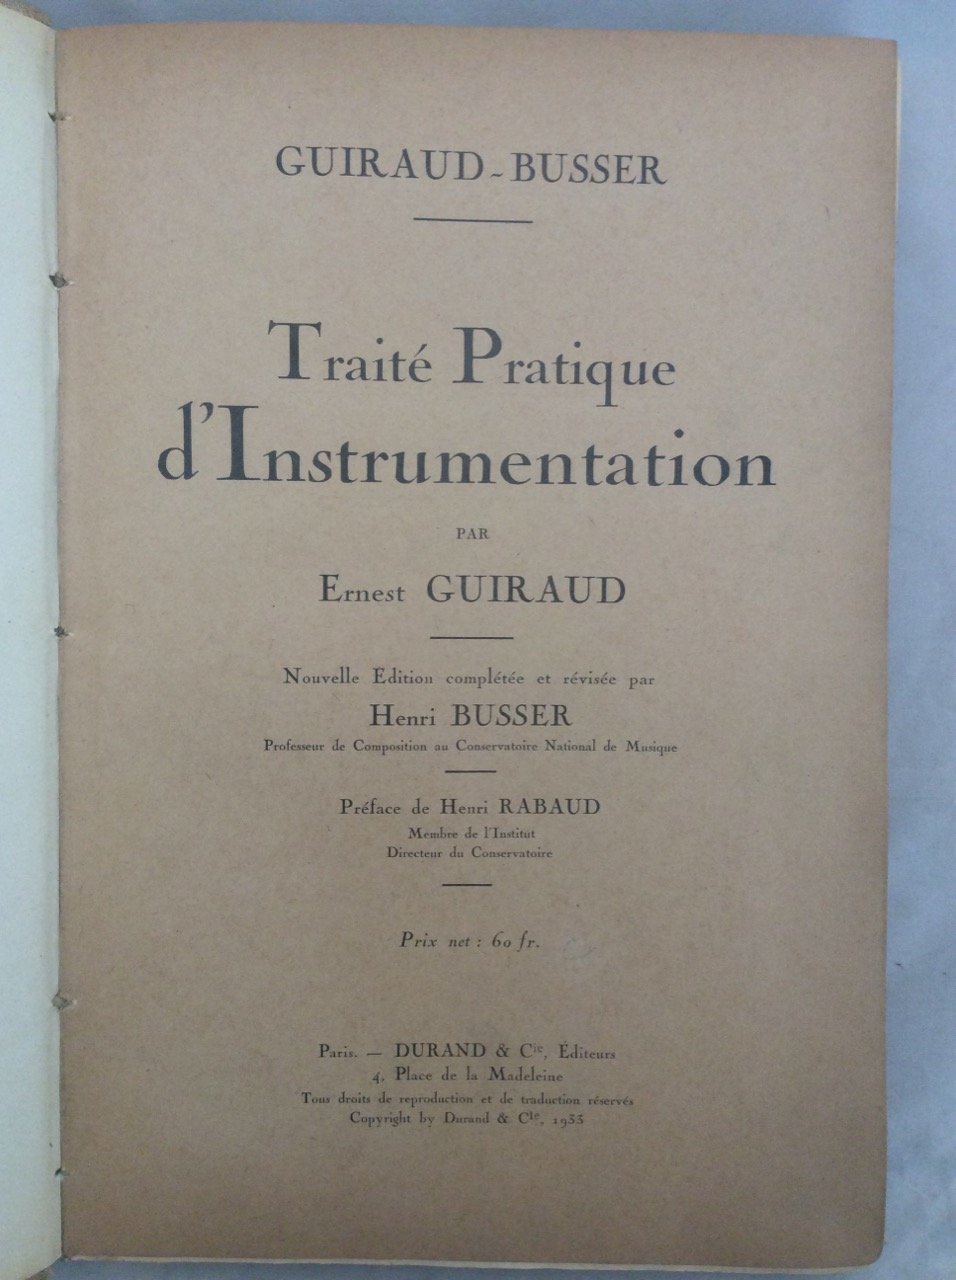 GUIRAUD-BUSSER
Traité Pratique
d'Instrumentation
PAR
Ernest GUIRAUD
Nouvelle Édition complétée et révisée par
Henri BUSSER
Professeur de Composition au Conservatoire National de Musique
Préface de Henri RABAUD
Membre de l'Institut
Directeur du Conservatoire
Prix net : 60 fr.
Paris. — DURAND & Cie, Éditeurs
4, Place de la Madeleine
Tous droits de reproduction et de traduction réservés
Copyright by Durand & Cie, 1933